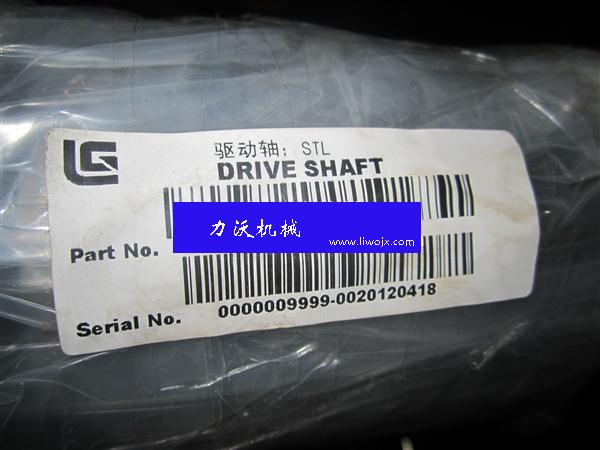 LG
驱动轴; STL
DRIVE SHAFT
Part No.
力沃机械
www.liwojx.com
Serial No.
0000009999-0020120418